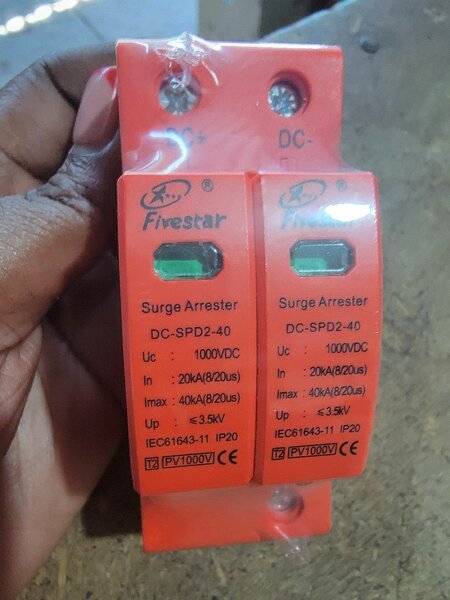 DC+
DC-
Fivestar ®
Surge Arrester
DC-SPD2-40
Uc : 1000VDC
In : 20kA(8/20us)
Imax : 40kA(8/20us)
Up : ≤3.5kV
IEC61643-11 IP20
T2 PV1000V CE
Fivestar ®
Surge Arrester
DC-SPD2-40
Uc : 1000VDC
In : 20kA(8/20us)
Imax : 40kA(8/20us)
Up : ≤3.5kV
IEC61643-11 IP20
T2 PV1000V CE